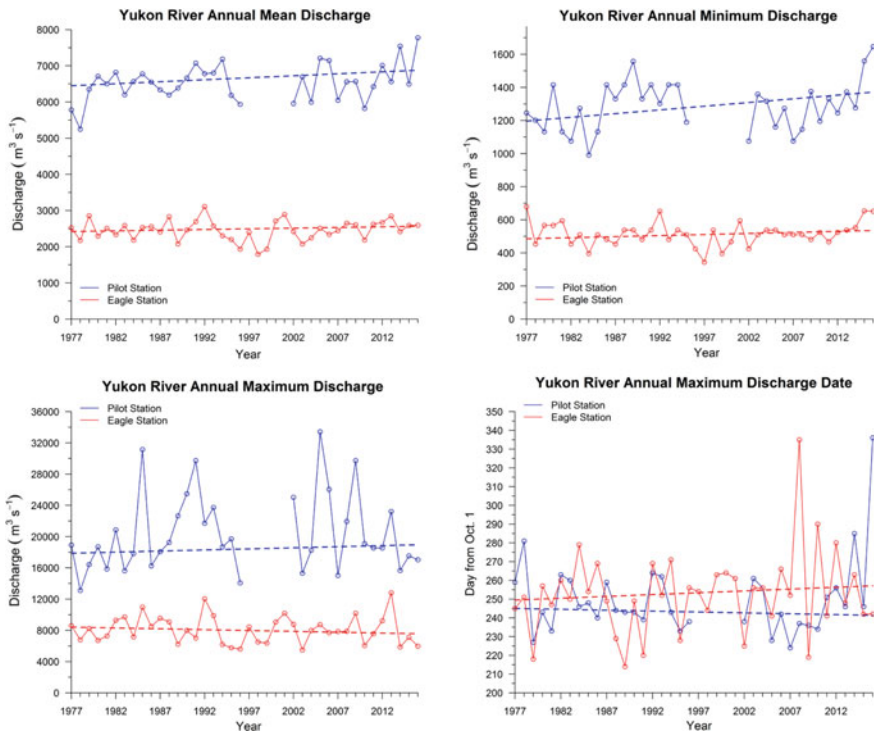 Yukon River Annual Mean Discharge
8000
7000
6000
5000
4000
3000
2000
1000
0
Discharge ( m³ s⁻¹)
Pilot Station
Eagle Station
1977 1982 1987 1992 1997 2002 2007 2012
Year
Yukon River Annual Minimum Discharge
1600
1400
1200
1000
800
600
400
200
0
Discharge ( m³ s⁻¹)
Pilot Station
Eagle Station
1977 1982 1987 1992 1997 2002 2007 2012
Year
Yukon River Annual Maximum Discharge
36000
32000
28000
24000
20000
16000
12000
8000
4000
0
Discharge ( m³ s⁻¹)
Pilot Station
Eagle Station
1977 1982 1987 1992 1997 2002 2007 2012
Year
Yukon River Annual Maximum Discharge Date
350
340
330
320
310
300
290
280
270
260
250
240
230
220
210
200
Day from Oct. 1
Pilot Station
Eagle Station
1977 1982 1987 1992 1997 2002 2007 2012
Year